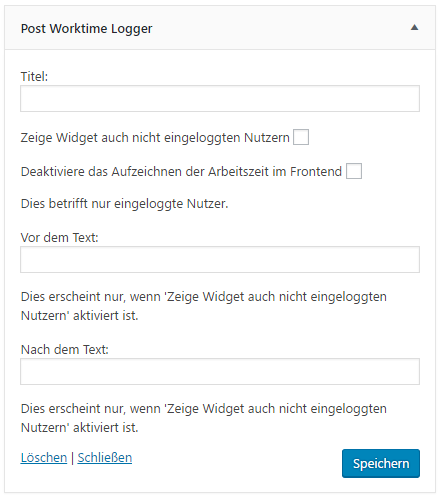 Post Worktime Logger
Titel:
Zeige Widget auch nicht eingeloggten Nutzern
Deaktiviere das Aufzeichnen der Arbeitszeit im Frontend
Dies betrifft nur eingeloggte Nutzer.
Vor dem Text:
Dies erscheint nur, wenn 'Zeige Widget auch nicht eingeloggten
Nutzern' aktiviert ist.
Nach dem Text:
Dies erscheint nur, wenn 'Zeige Widget auch nicht eingeloggten
Nutzern' aktiviert ist.
Löschen | Schließen Speichern